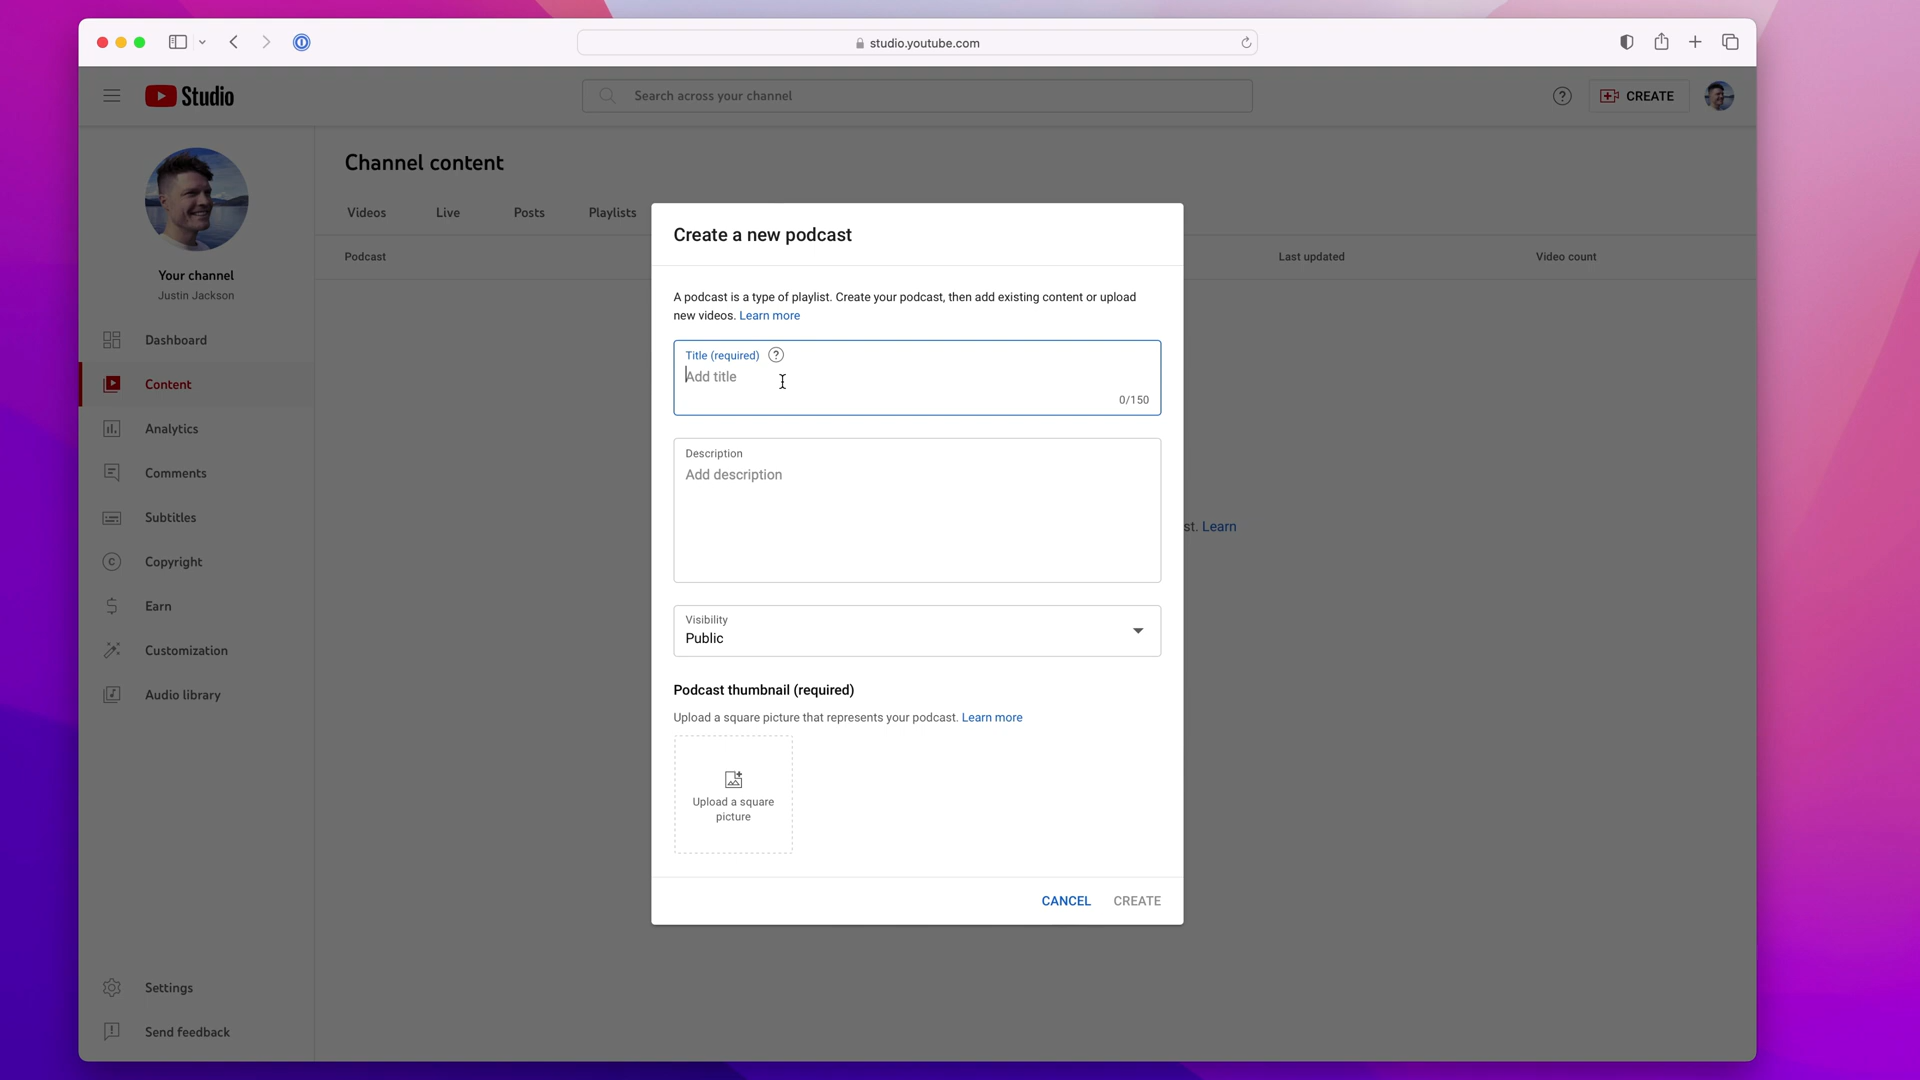 studio.youtube.com
Studio
Search across your channel
CREATE
Your channel
Justin Jackson
Dashboard
Content
Analytics
Comments
Subtitles
Copyright
Earn
Customization
Audio library
Settings
Send feedback
Channel content
Videos Live Posts Playlists
Podcast Last updated Video count
st. Learn
Create a new podcast
A podcast is a type of playlist. Create your podcast, then add existing content or upload
new videos. Learn more
Title (required) ?
Add title
0/150
Description
Add description
Visibility
Public
Podcast thumbnail (required)
Upload a square picture that represents your podcast. Learn more
Upload a square
picture
CANCEL CREATE